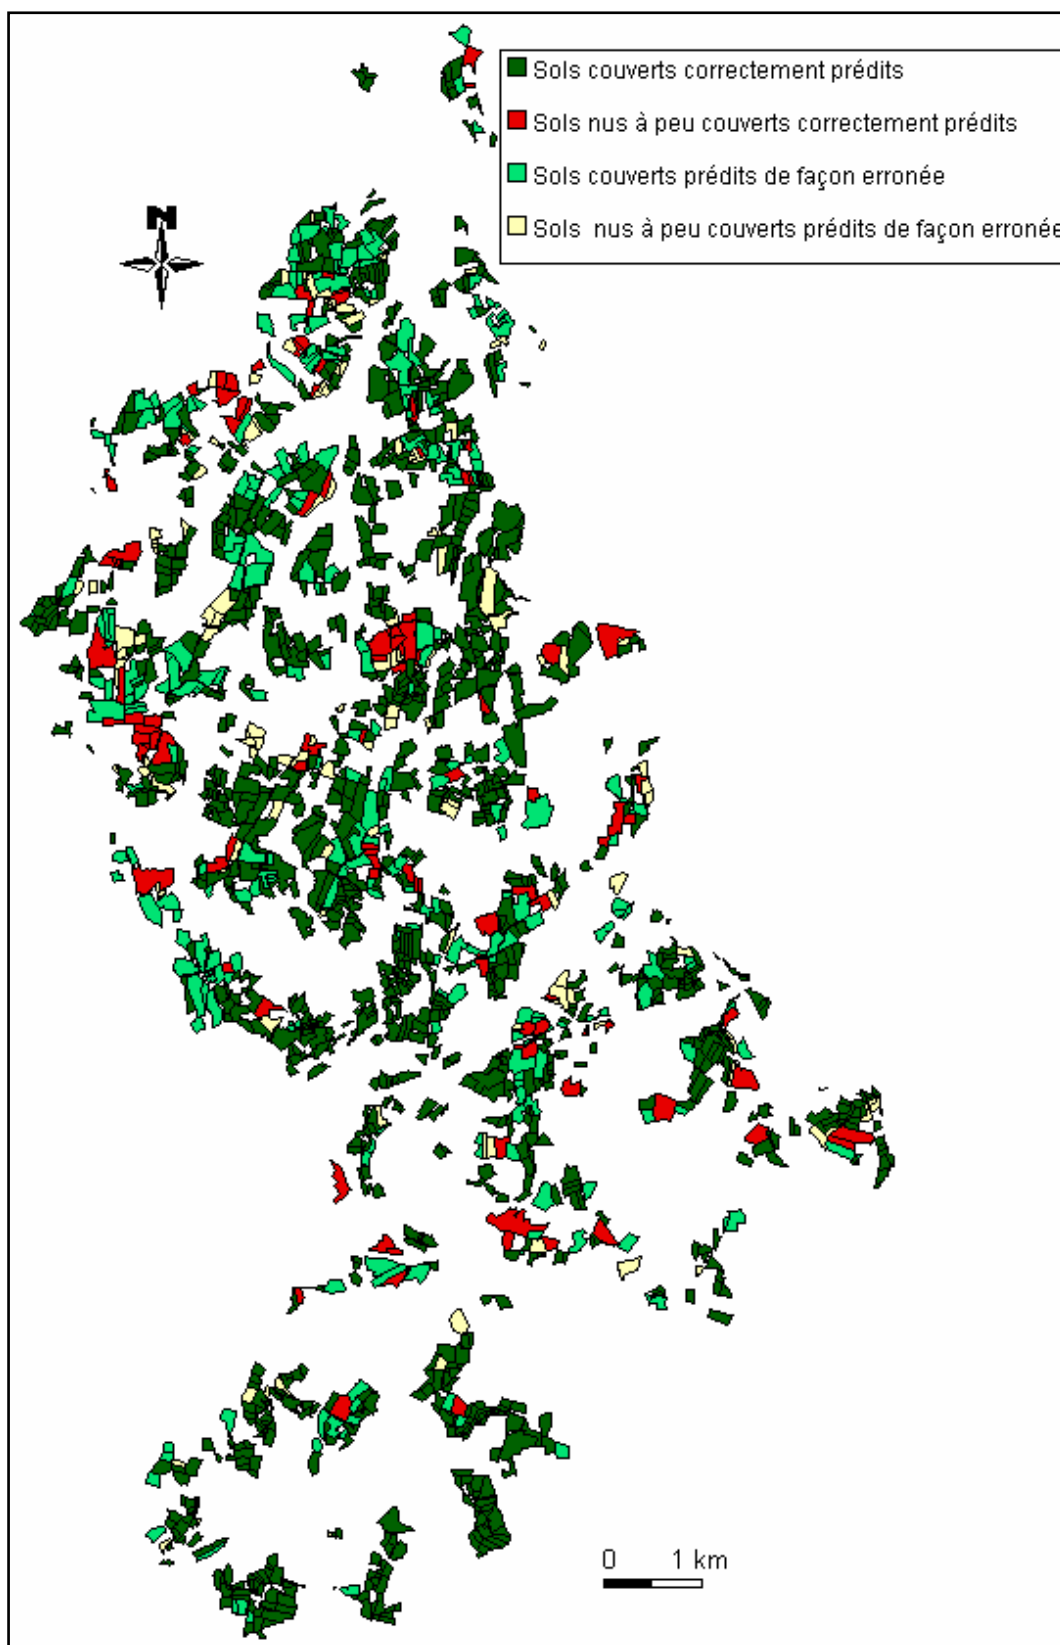 Sols couverts correctement prédits
Sols nus à peu couverts correctement prédits
Sols couverts prédits de façon erronée
Sols nus à peu couverts prédits de façon erronée
N
0 1 km